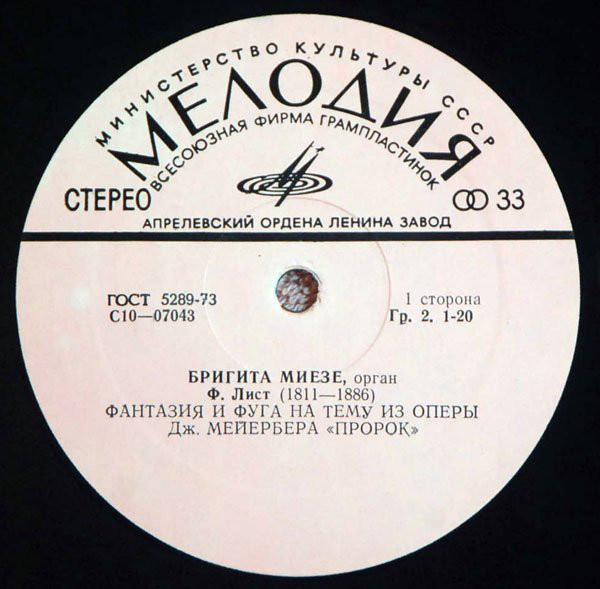 МИНИСТЕРСТВО КУЛЬТУРЫ СССР
МЕЛОДИЯ
ВСЕСОЮЗНАЯ ФИРМА ГРАМПЛАСТИНОК
СТЕРЕО
33
АПРЕЛЕВСКИЙ ОРДЕНА ЛЕНИНА ЗАВОД
ГОСТ 5289-73
1 сторона
С10—07043
Гр. 2. 1-20
БРИГИТА МИЕЗЕ, орган
Ф. Лист (1811—1886)
ФАНТАЗИЯ И ФУГА НА ТЕМУ ИЗ ОПЕРЫ
Дж. МЕЙЕРБЕРА «ПРОРОК»